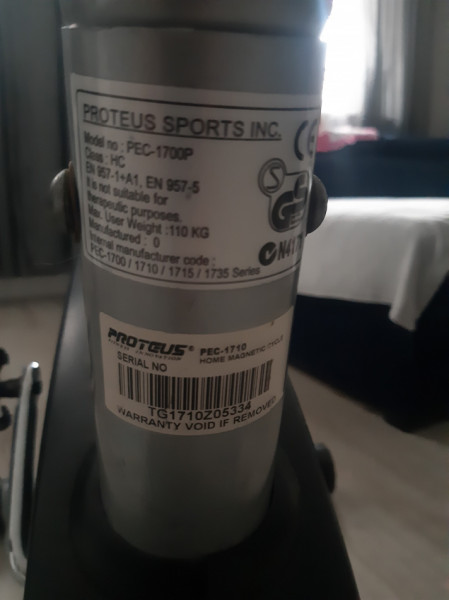 PROTEUS SPORTS INC.
Model no : PEC-1700P
Class : HC
EN 957-1+A1, EN 957-5
It is not suitable for
therapeutic purposes.
Max. User Weight :110 KG
Manufactured : 0
manufacturer code :
PEC-1700 / 1710 / 1715 / 1735 Series
CE
S
GS
PROTEUS® PEC-1710
HOME MAGNETIC
SERIAL NO
TG1710Z05334
WARRANTY VOID IF REMOVED